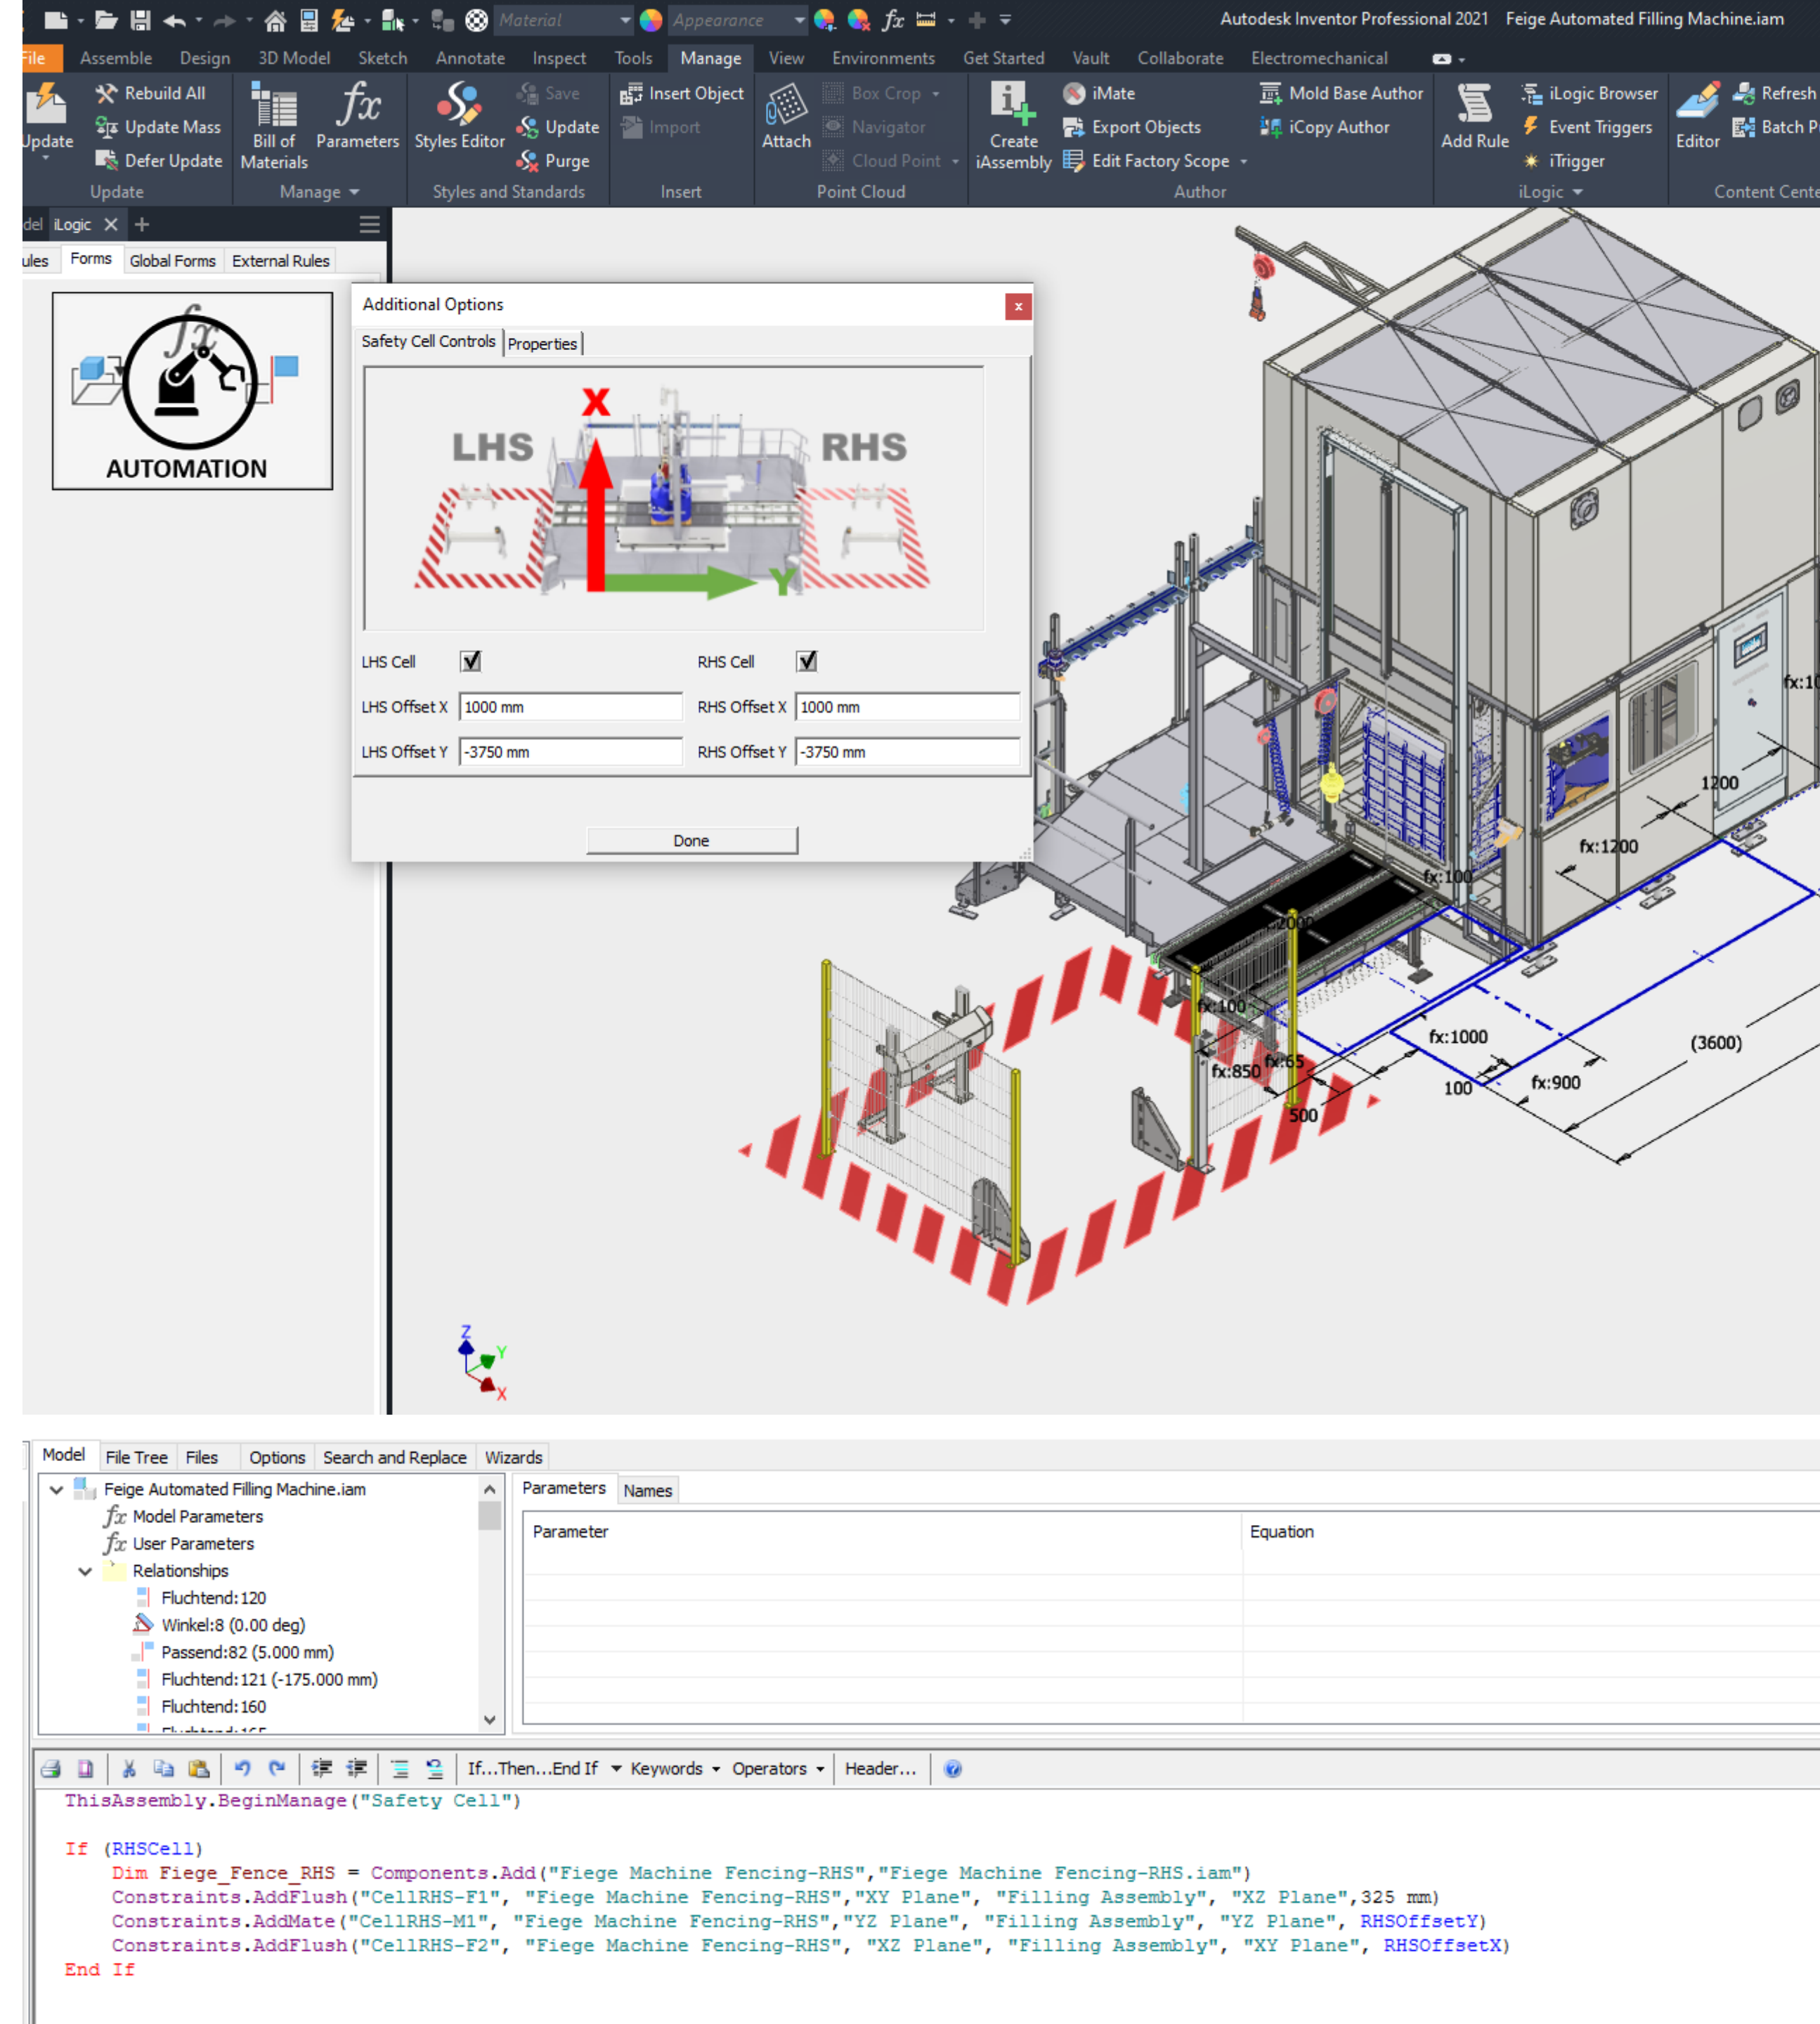 Material
Appearance
fx
Autodesk Inventor Professional 2021 Feige Automated Filling Machine.iam
File Assemble Design 3D Model Sketch Annotate Inspect Tools Manage View Environments Get Started Vault Collaborate Electromechanical
Update
Rebuild All
Update Mass
Defer Update
Update
Bill of Materials
fx
Parameters
Manage
Styles Editor
Save
Update
Purge
Styles and Standards
Insert Object
Import
Insert
Attach
Box Crop
Navigator
Cloud Point
Point Cloud
Create iAssembly
iMate
Export Objects
Edit Factory Scope
Mold Base Author
iCopy Author
Author
Add Rule
iLogic Browser
Event Triggers
iTrigger
iLogic
Editor
Refresh
Batch
iLogic
Forms Global Forms External Rules
fx
AUTOMATION
Additional Options
x
Safety Cell Controls Properties
X
LHS RHS
Y
LHS Cell RHS Cell
LHS Offset X 1000 mm RHS Offset X 1000 mm
LHS Offset Y -3750 mm RHS Offset Y -3750 mm
Done
1200
fx:1200
fx:100
2000
fx:100
fx:1000
(3600)
fx:65
fx:850
100
fx:900
500
Z
Y
X
Model File Tree Files Options Search and Replace Wizards
Feige Automated Filling Machine.iam
fx Model Parameters
fx User Parameters
Relationships
Fluchtend:120
Winkel:8 (0.00 deg)
Passend:82 (5.000 mm)
Fluchtend:121 (-175.000 mm)
Fluchtend:160
Parameters Names
Parameter Equation
If...Then...End If Keywords Operators Header...
ThisAssembly.BeginManage("Safety Cell")
If (RHSCell)
Dim Fiege_Fence_RHS = Components.Add("Fiege Machine Fencing-RHS","Fiege Machine Fencing-RHS.iam")
Constraints.AddFlush("CellRHS-F1", "Fiege Machine Fencing-RHS","XY Plane", "Filling Assembly", "XZ Plane",325 mm)
Constraints.AddMate("CellRHS-M1", "Fiege Machine Fencing-RHS","YZ Plane", "Filling Assembly", "YZ Plane", RHSOffsetY)
Constraints.AddFlush("CellRHS-F2", "Fiege Machine Fencing-RHS", "XZ Plane", "Filling Assembly", "XY Plane", RHSOffsetX)
End If